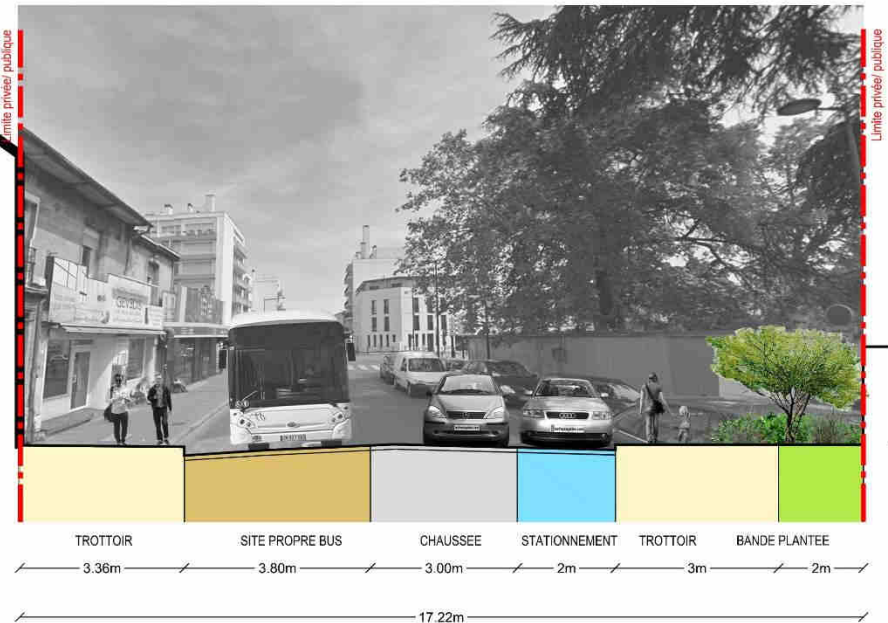 Limite privée/ publique
Limite privée/ publique
GEVEOR
TROTTOIR
SITE PROPRE BUS
CHAUSSEE
STATIONNEMENT
TROTTOIR
BANDE PLANTEE
3.36m
3.80m
3.00m
2m
3m
2m
17.22m